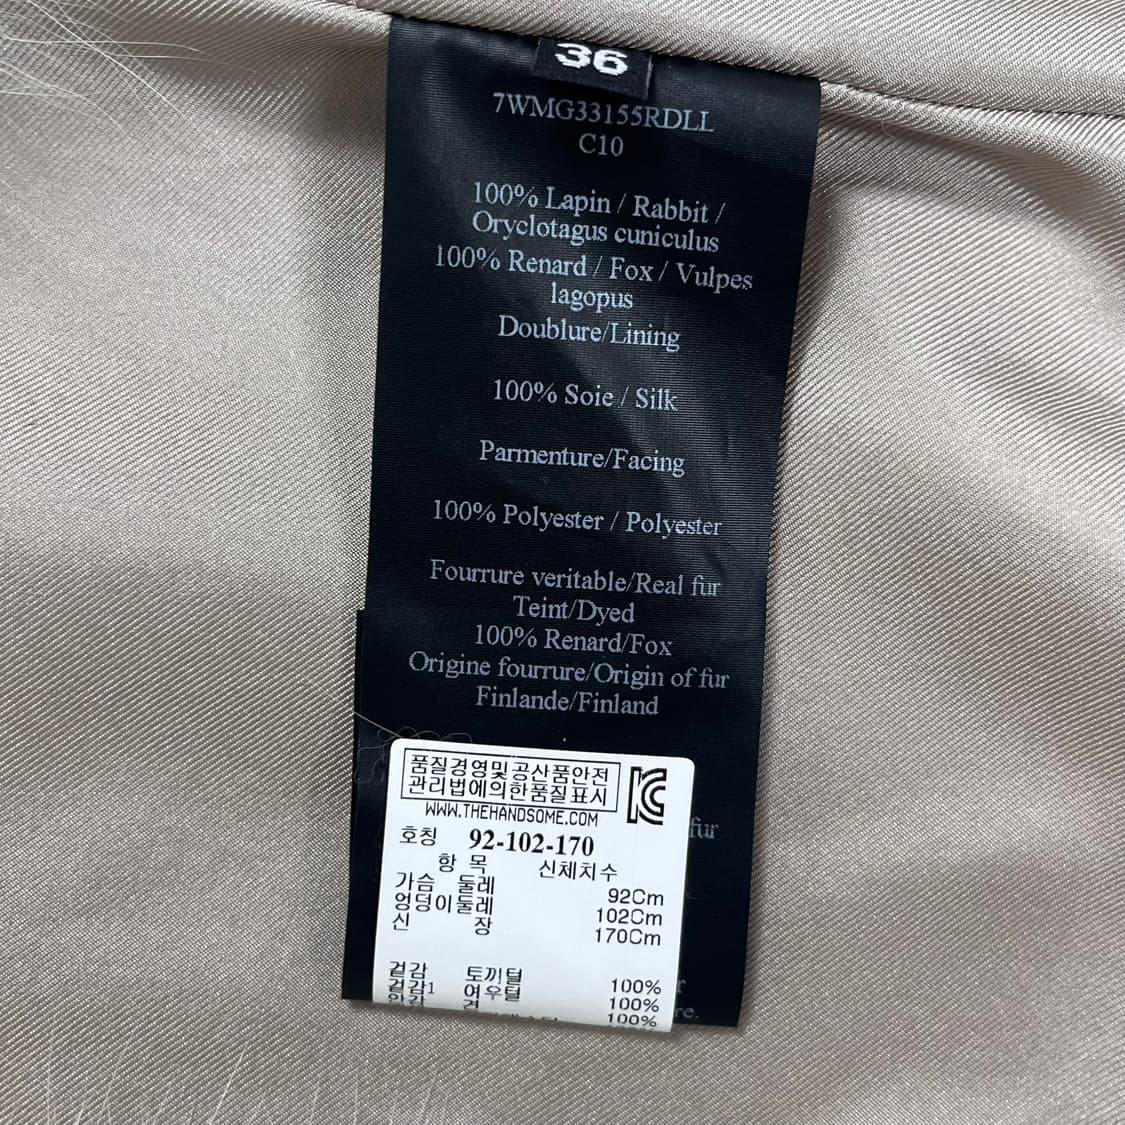 36
7WMG33155RDLL
C10
100% Lapin / Rabbit /
Oryclotagus cuniculus
100% Renard / Fox / Vulpes
lagopus
Doublure/Lining
100% Soie / Silk
Parmenture/Facing
100% Polyester / Polyester
Fourrure veritable/Real fur
Teint/Dyed
100% Renard/Fox
Origine fourrure/Origin of fur
Finlande/Finland
품질경영및공산품안전
관리법에의한품질표시
WWW.THEHANDSOME.COM
fur
호칭 92-102-170
항 목 신체치수
가슴 둘레 92Cm
엉덩이둘레 102Cm
신 장 170Cm
겉감 토끼털 100%
겉감1 여우털 100%
100%